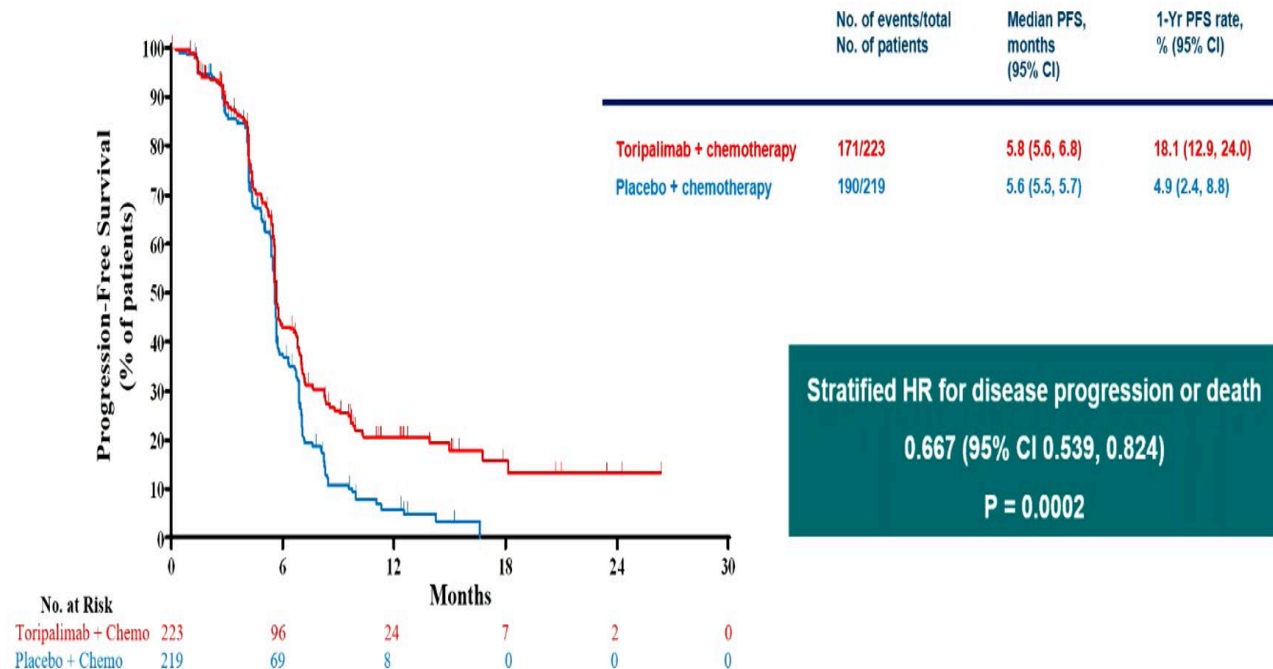 No. of events/total
No. of patients
Median PFS,
months
(95% CI)
1-Yr PFS rate,
% (95% CI)
Toripalimab + chemotherapy 171/223 5.8 (5.6, 6.8) 18.1 (12.9, 24.0)
Placebo + chemotherapy 190/219 5.6 (5.5, 5.7) 4.9 (2.4, 8.8)
Stratified HR for disease progression or death
0.667 (95% CI 0.539, 0.824)
P = 0.0002
Progression-Free Survival
(% of patients)
100
90
80
70
60
50
40
30
20
10
0
0 6 12 18 24 30
Months
No. at Risk
Toripalimab + Chemo 223 96 24 7 2 0
Placebo + Chemo 219 69 8 0 0 0